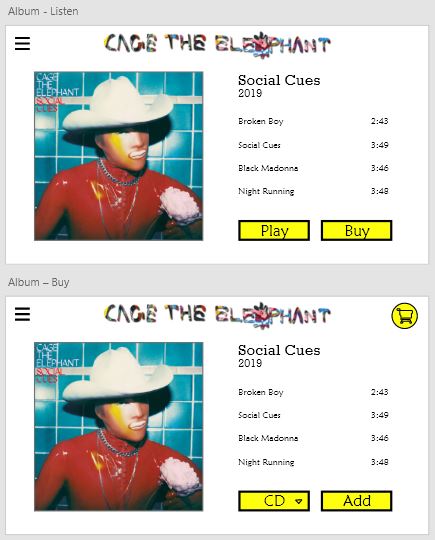 Album - Listen
CAGE THE ELEPHANT
CAGE
THE
ELEPHANT
SOCIAL
CUES
Social Cues
2019
Broken Boy 2:43
Social Cues 3:49
Black Madonna 3:46
Night Running 3:48
Play Buy
Album – Buy
CAGE THE ELEPHANT
CAGE
THE
ELEPHANT
SOCIAL
CUES
Social Cues
2019
Broken Boy 2:43
Social Cues 3:49
Black Madonna 3:46
Night Running 3:48
CD Add